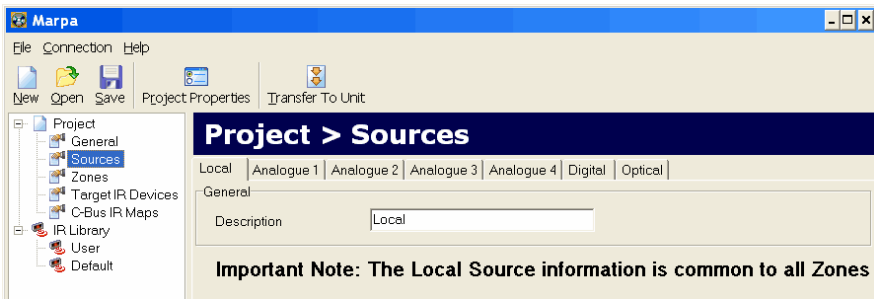 Marpa
File Connection Help
New Open Save Project Properties Transfer To Unit
Project
General
Sources
Zones
Target IR Devices
C-Bus IR Maps
IR Library
User
Default
Project > Sources
Local Analogue 1 Analogue 2 Analogue 3 Analogue 4 Digital Optical
General
Description Local
Important Note: The Local Source information is common to all Zones